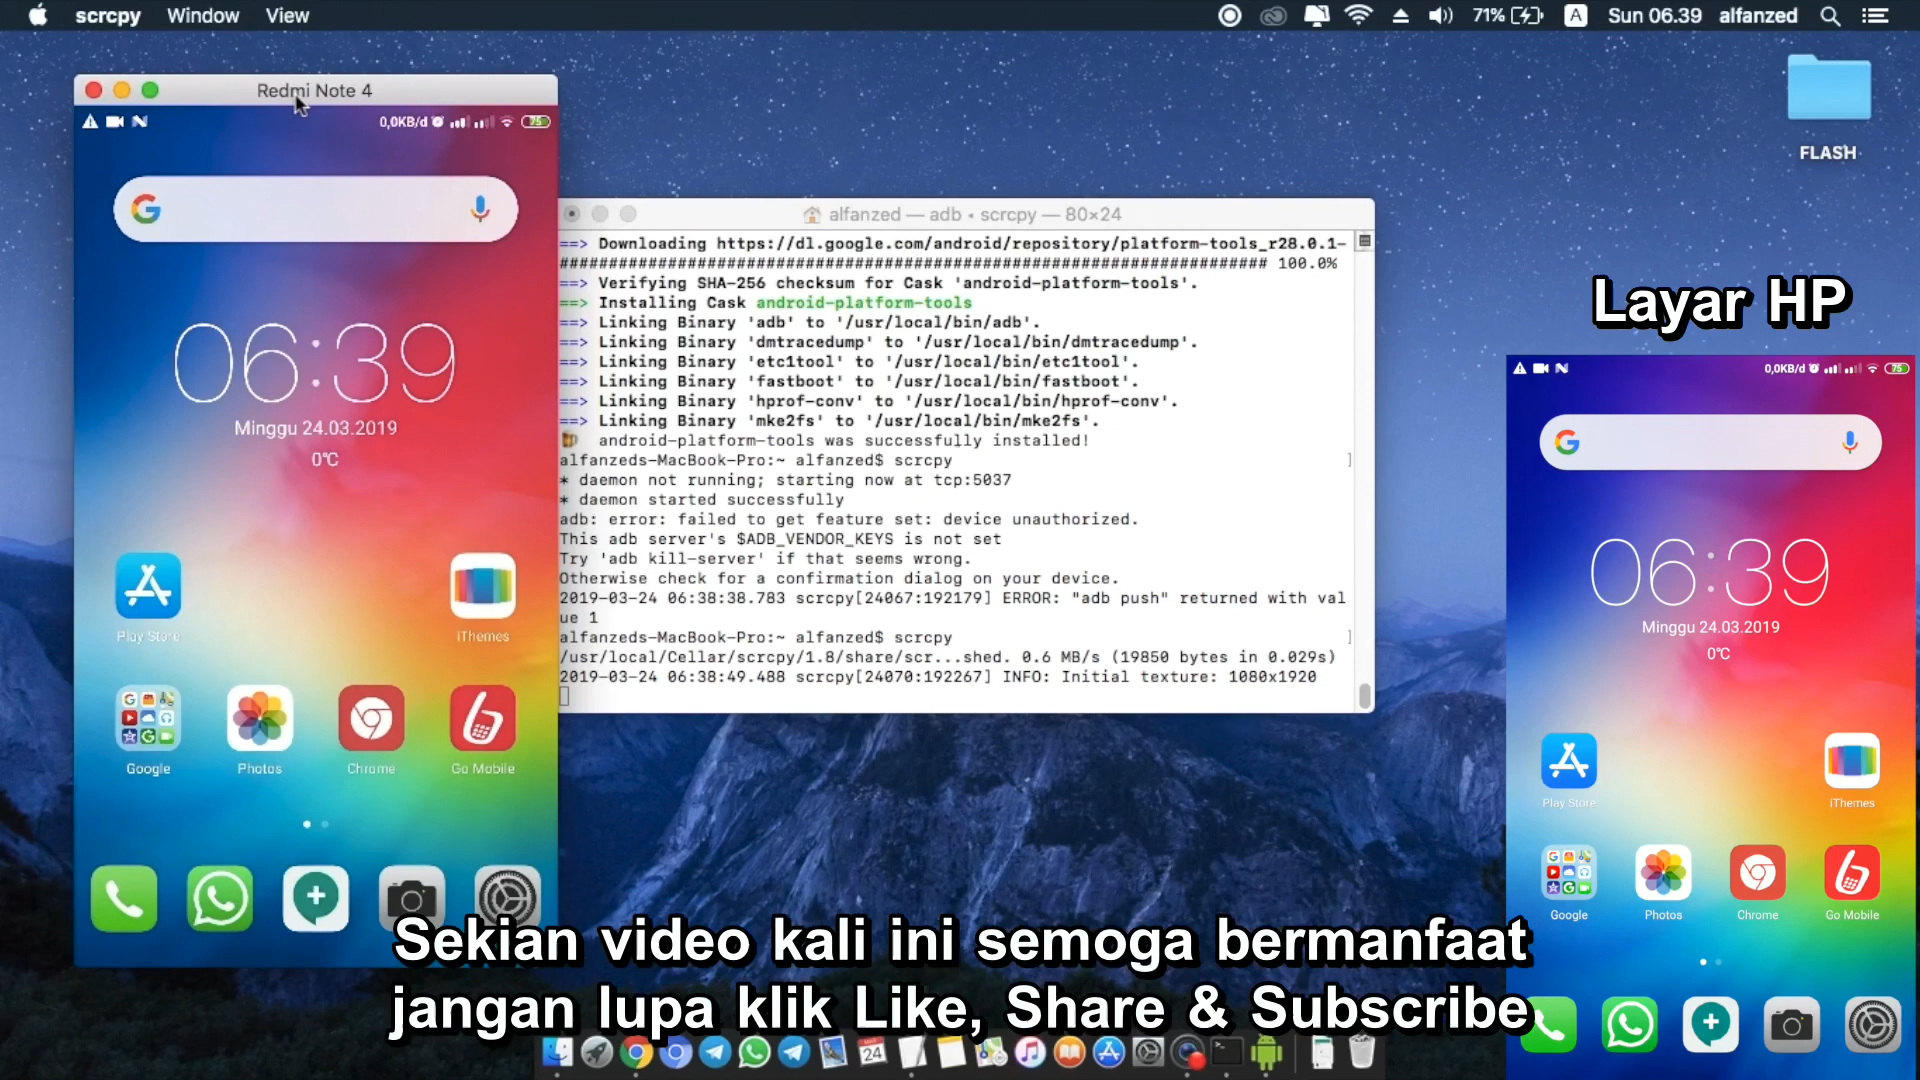 scrcpy Window View
71% A Sun 06.39 alfanzed
Redmi Note 4
0,0KB/d 75
06:39
Minggu 24.03.2019
0°C
Play Store iThemes
Google Photos Chrome Go Mobile
alfanzed — adb • scrcpy — 80×24
==> Downloading https://dl.google.com/android/repository/platform-tools_r28.0.1-
######################################################################## 100.0%
==> Verifying SHA-256 checksum for Cask 'android-platform-tools'.
==> Installing Cask android-platform-tools
==> Linking Binary 'adb' to '/usr/local/bin/adb'.
==> Linking Binary 'dmtracedump' to '/usr/local/bin/dmtracedump'.
==> Linking Binary 'etc1tool' to '/usr/local/bin/etc1tool'.
==> Linking Binary 'fastboot' to '/usr/local/bin/fastboot'.
==> Linking Binary 'hprof-conv' to '/usr/local/bin/hprof-conv'.
==> Linking Binary 'mke2fs' to '/usr/local/bin/mke2fs'.
android-platform-tools was successfully installed!
alfanzeds-MacBook-Pro:~ alfanzed$ scrcpy ]
* daemon not running; starting now at tcp:5037
* daemon started successfully
adb: error: failed to get feature set: device unauthorized.
This adb server's $ADB_VENDOR_KEYS is not set
Try 'adb kill-server' if that seems wrong.
Otherwise check for a confirmation dialog on your device.
2019-03-24 06:38:38.783 scrcpy[24067:192179] ERROR: "adb push" returned with val
ue 1
alfanzeds-MacBook-Pro:~ alfanzed$ scrcpy ]
/usr/local/Cellar/scrcpy/1.8/share/scr...shed. 0.6 MB/s (19850 bytes in 0.029s)
2019-03-24 06:38:49.488 scrcpy[24070:192267] INFO: Initial texture: 1080x1920
FLASH
Layar HP
0,0KB/d 75
06:39
Minggu 24.03.2019
0°C
Play Store iThemes
Google Photos Chrome Go Mobile
Sekian video kali ini semoga bermanfaat
jangan lupa klik Like, Share & Subscribe
24